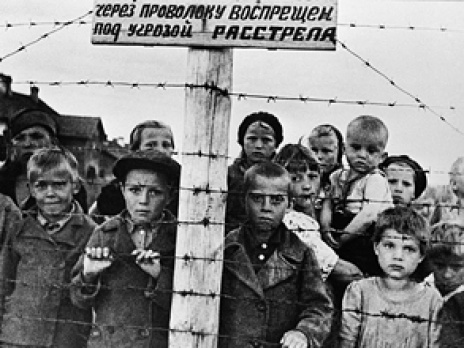 ЧЕРЕЗ ПРОВОЛОКУ ВОСПРЕЩЕН
ПОД УГРОЗОЙ РАССТРЕЛА